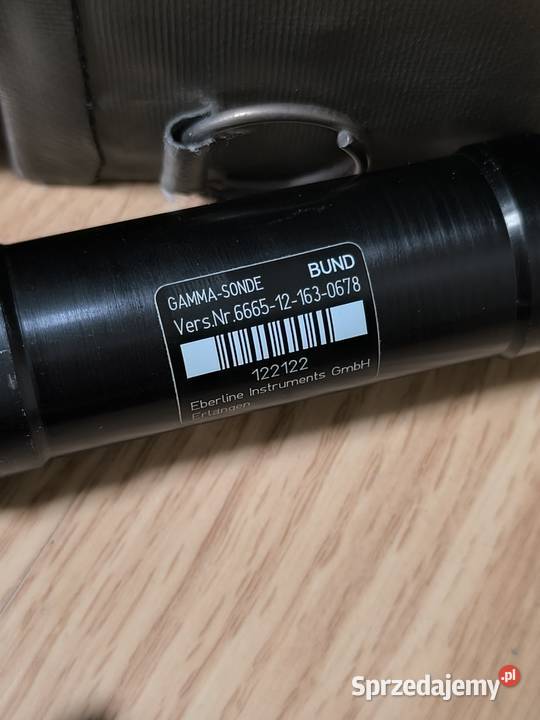 GAMMA-SONDE BUND
Vers.Nr.6665-12-163-0678
122122
Eberline Instruments GmbH
Erlangen
Sprzedajemy.pl